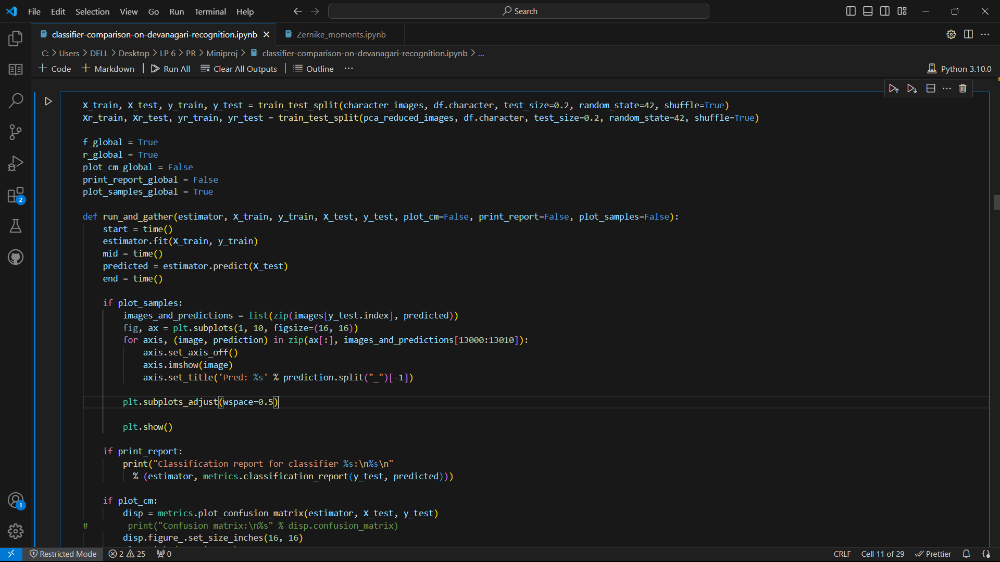 File Edit Selection View Go Run Terminal Help
Search
classifier-comparison-on-devanagari-recognition.ipynb
Zernike_moments.ipynb
C: > Users > DELL > Desktop > LP 6 > PR > Miniproj > classifier-comparison-on-devanagari-recognition.ipynb > ...
+ Code + Markdown | Run All Clear All Outputs | Outline ...
Python 3.10.0
X_train, X_test, y_train, y_test = train_test_split(character_images, df.character, test_size=0.2, random_state=42, shuffle=True)
Xr_train, Xr_test, yr_train, yr_test = train_test_split(pca_reduced_images, df.character, test_size=0.2, random_state=42, shuffle=True)
f_global = True
r_global = True
plot_cm_global = False
print_report_global = False
plot_samples_global = True
def run_and_gather(estimator, X_train, y_train, X_test, y_test, plot_cm=False, print_report=False, plot_samples=False):
start = time()
estimator.fit(X_train, y_train)
mid = time()
predicted = estimator.predict(X_test)
end = time()
if plot_samples:
images_and_predictions = list(zip(images[y_test.index], predicted))
fig, ax = plt.subplots(1, 10, figsize=(16, 16))
for axis, (image, prediction) in zip(ax[:], images_and_predictions[13000:13010]):
axis.set_axis_off()
axis.imshow(image)
axis.set_title('Pred: %s' % prediction.split("_")[-1])
plt.subplots_adjust(wspace=0.5)
plt.show()
if print_report:
print("Classification report for classifier %s:\n%s\n"
% (estimator, metrics.classification_report(y_test, predicted)))
if plot_cm:
disp = metrics.plot_confusion_matrix(estimator, X_test, y_test)
# print("Confusion matrix:\n%s" % disp.confusion_matrix)
disp.figure_.set_size_inches(16, 16)
2
1
Restricted Mode 2 25 0
CRLF Cell 11 of 29 Prettier